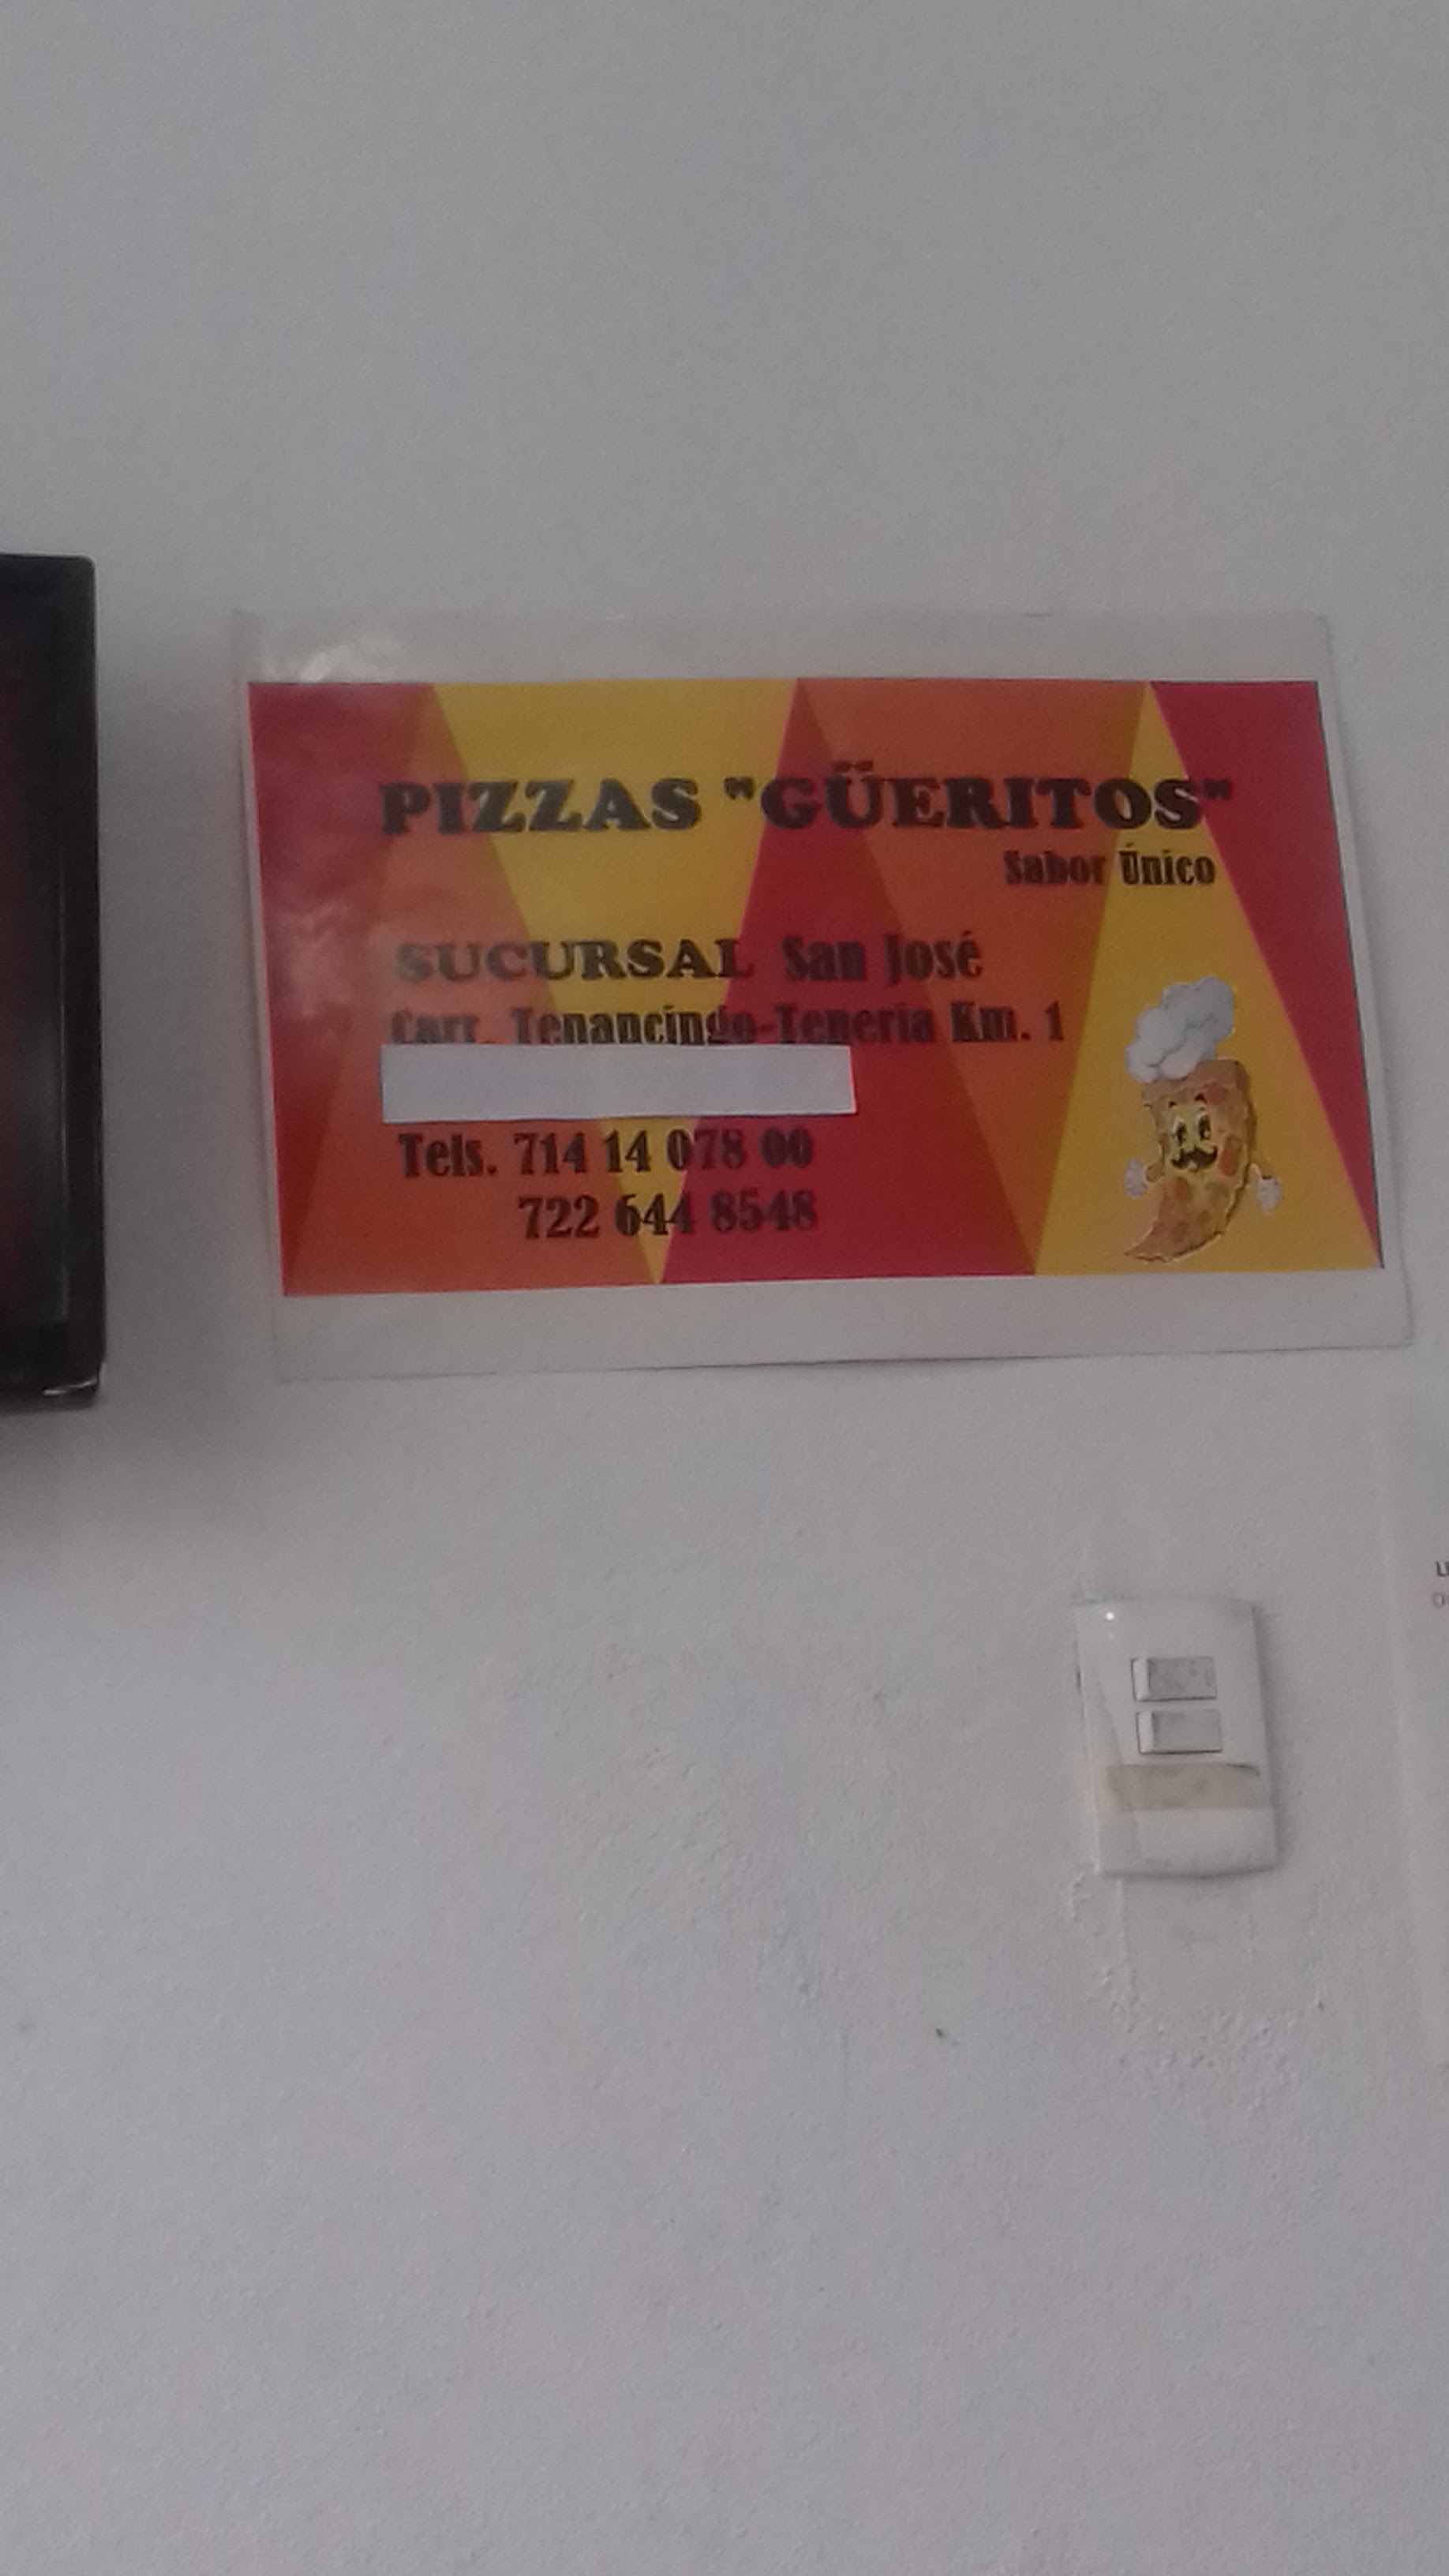 PIZZAS "GÜERITOS"
Sabor Único
SUCURSAL San José
Carr. Tenancingo-Teneria Km. 1
Tels. 714 14 078 00
722 644 8548